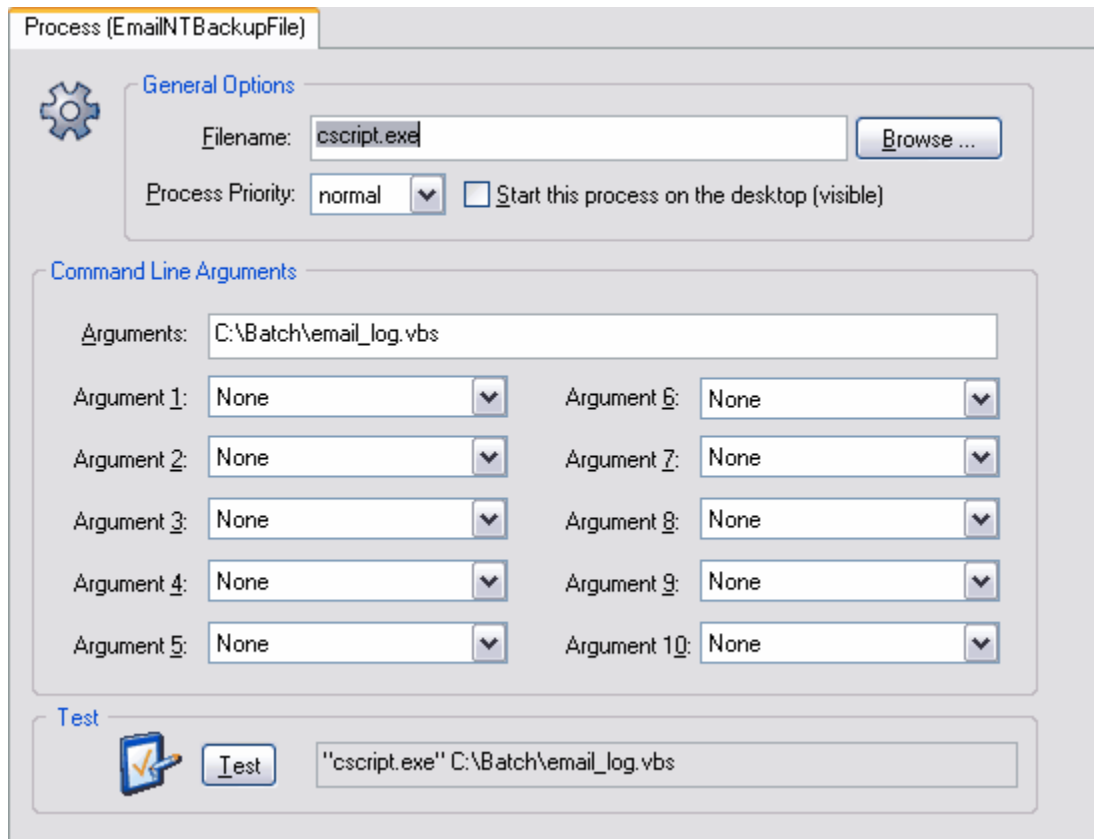 Process (EmailNTBackupFile)
General Options
Filename: cscript.exe Browse ...
Process Priority: normal Start this process on the desktop (visible)
Command Line Arguments
Arguments: C:\Batch\email_log.vbs
Argument 1: None Argument 6: None
Argument 2: None Argument 7: None
Argument 3: None Argument 8: None
Argument 4: None Argument 9: None
Argument 5: None Argument 10: None
Test
Test "cscript.exe" C:\Batch\email_log.vbs